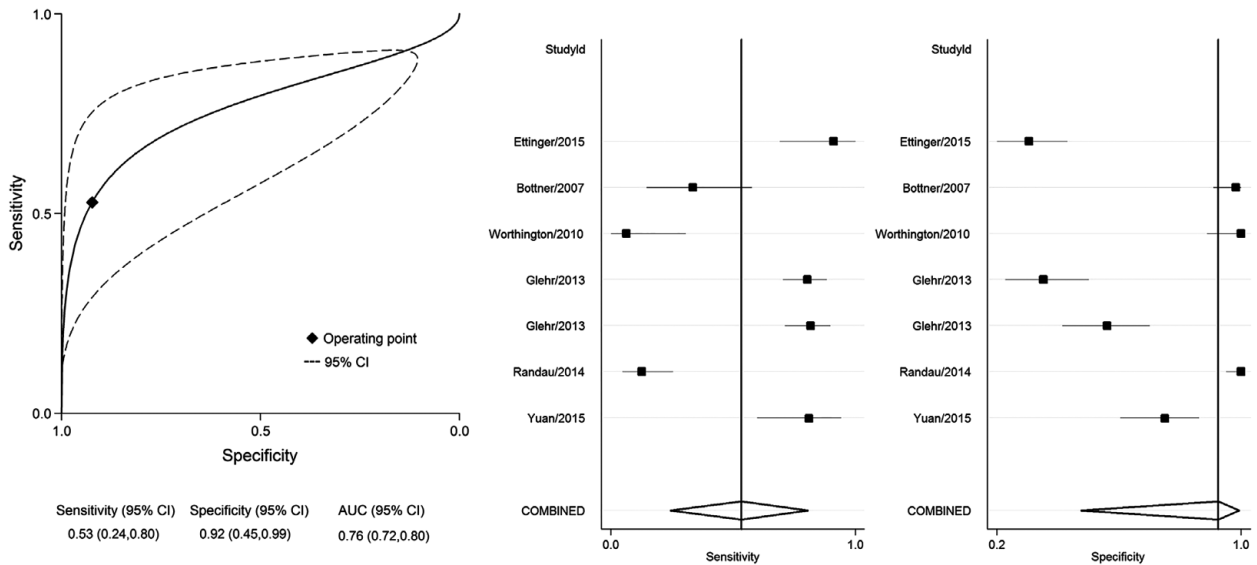 1.0
0.5
0.0
Sensitivity
1.0 0.5 0.0
Specificity
Operating point
95% CI
Sensitivity (95% CI) Specificity (95% CI) AUC (95% CI)
0.53 (0.24,0.80) 0.92 (0.45,0.99) 0.76 (0.72,0.80)
StudyId
Ettinger/2015
Bottner/2007
Worthington/2010
Glehr/2013
Glehr/2013
Randau/2014
Yuan/2015
COMBINED
0.0 1.0
Sensitivity
StudyId
Ettinger/2015
Bottner/2007
Worthington/2010
Glehr/2013
Glehr/2013
Randau/2014
Yuan/2015
COMBINED
0.2 1.0
Specificity